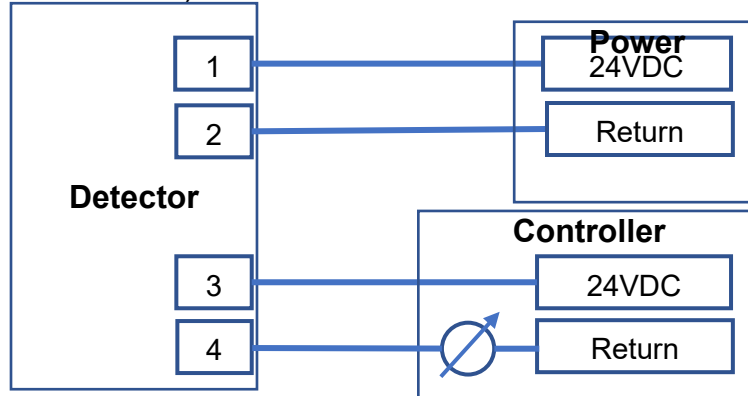 Power
1
24VDC
2
Return
Detector
Controller
3
24VDC
4
Return